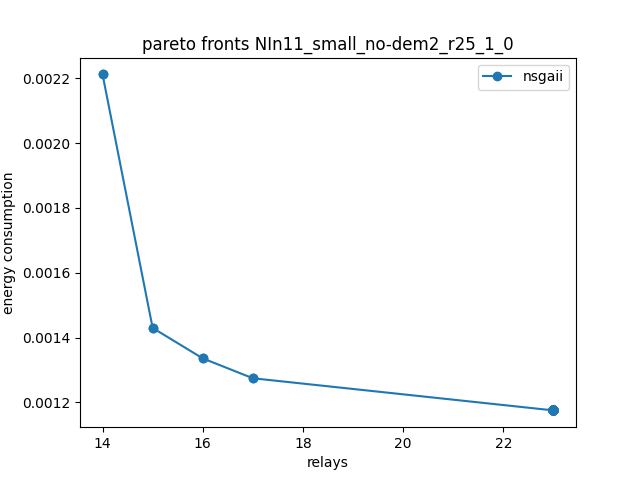 pareto fronts NIn11_small_no-dem2_r25_1_0
nsgaii
energy consumption
0.0022
0.0020
0.0018
0.0016
0.0014
0.0012
14
16
18
20
22
relays